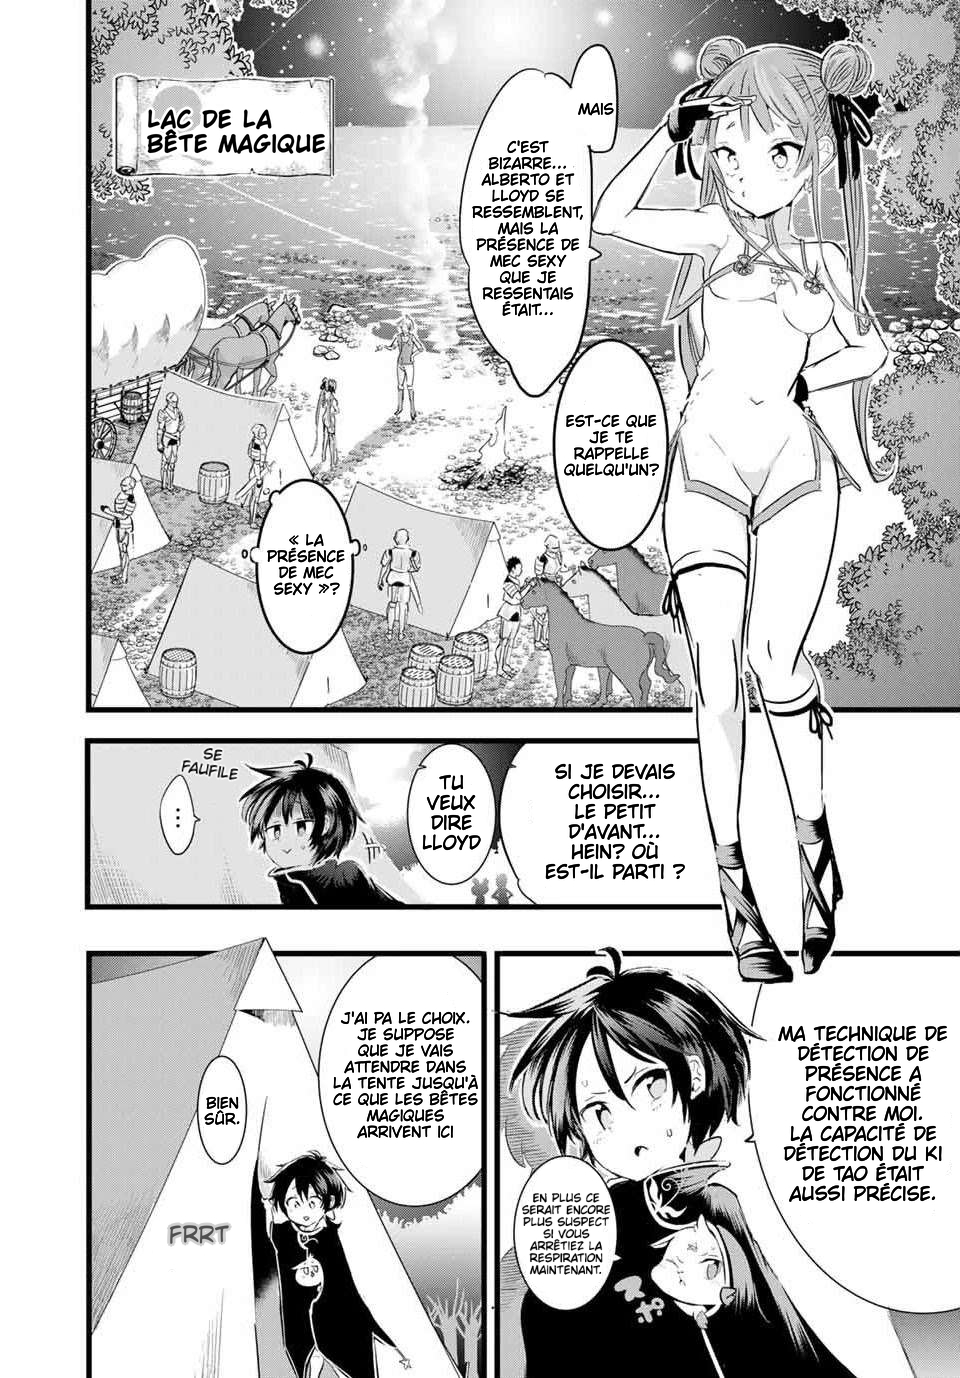 LAC DE LA
BÊTE MAGIQUE
MAIS
C'EST
BIZARRE...
ALBERTO ET
LLOYD SE
RESSEMBLENT,
MAIS LA
PRÉSENCE DE
MEC SEXY
QUE JE
RESSENTAIS
ÉTAIT...
EST-CE QUE
JE TE
RAPPELLE
QUELQU'UN?
« LA
PRÉSENCE
DE MEC
SEXY »?
SI JE DEVAIS
CHOISIR...
LE PETIT
D'AVANT...
HEIN? OÙ
EST-IL PARTI ?
TU
VEUX
DIRE
LLOYD
SE
FAUFILE
...
MA TECHNIQUE DE
DÉTECTION DE
PRÉSENCE A
FONCTIONNÉ
CONTRE MOI.
LA CAPACITÉ DE
DÉTECTION DU KI
DE TAO ÉTAIT
AUSSI PRÉCISE.
EN PLUS CE
SERAIT ENCORE
PLUS SUSPECT
SI VOUS
ARRÊTIEZ LA
RESPIRATION
MAINTENANT.
J'AI PA LE CHOIX.
JE SUPPOSE
QUE JE VAIS
ATTENDRE DANS
LA TENTE JUSQU'À
CE QUE LES BÊTES
MAGIQUES
ARRIVENT ICI
BIEN
SÛR.
FRRT